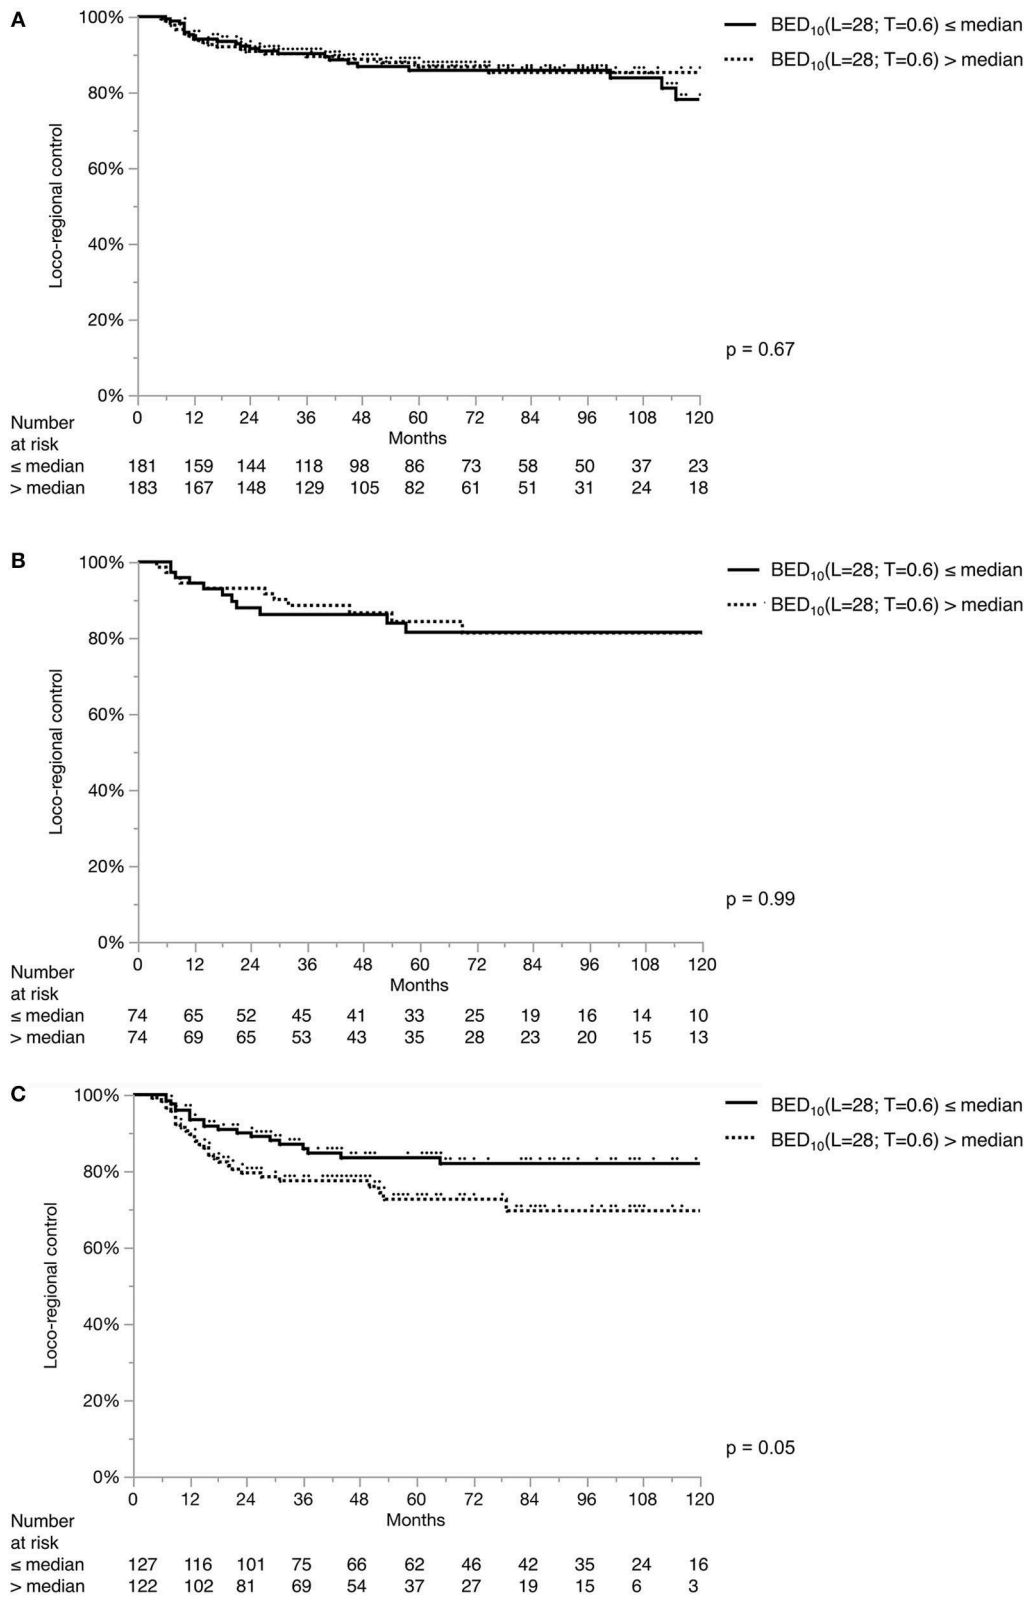 A
BED10(L=28; T=0.6) ≤ median
BED10(L=28; T=0.6) > median
100%
80%
60%
40%
20%
0%
Loco-regional control
p = 0.67
0 12 24 36 48 60 72 84 96 108 120
Months
Number
at risk
≤ median 181 159 144 118 98 86 73 58 50 37 23
> median 183 167 148 129 105 82 61 51 31 24 18
B
BED10(L=28; T=0.6) ≤ median
BED10(L=28; T=0.6) > median
100%
80%
60%
40%
20%
0%
Loco-regional control
p = 0.99
0 12 24 36 48 60 72 84 96 108 120
Months
Number
at risk
≤ median 74 65 52 45 41 33 25 19 16 14 10
> median 74 69 65 53 43 35 28 23 20 15 13
C
BED10(L=28; T=0.6) ≤ median
BED10(L=28; T=0.6) > median
100%
80%
60%
40%
20%
0%
Loco-regional control
p = 0.05
0 12 24 36 48 60 72 84 96 108 120
Months
Number
at risk
≤ median 127 116 101 75 66 62 46 42 35 24 16
> median 122 102 81 69 54 37 27 19 15 6 3